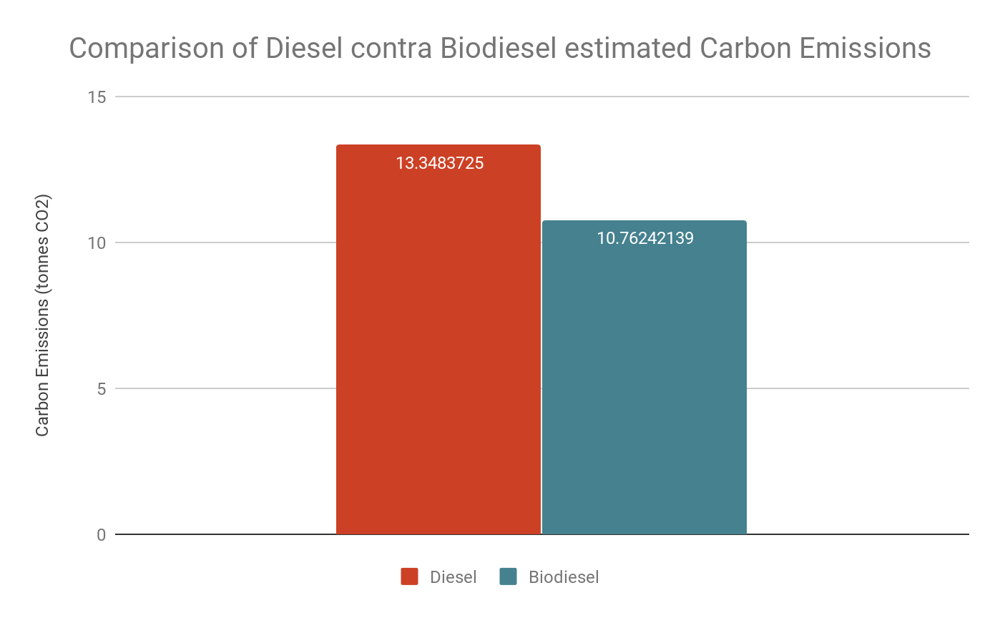 Comparison of Diesel contra Biodiesel estimated Carbon Emissions
Carbon Emissions (tonnes CO2)
15
10
5
0
13.3483725
10.76242139
Diesel
Biodiesel